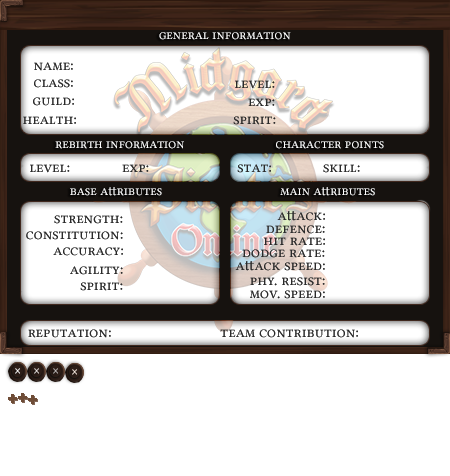 GENERAL INFORMATION
NAME:
CLASS: LEVEL:
GUILD: EXP:
HEALTH: SPIRIT:
REBIRTH INFORMATION CHARACTER POINTS
LEVEL: EXP: STAT: SKILL:
BASE ATTRIBUTES MAIN ATTRIBUTES
STRENGTH:
CONSTITUTION:
ACCURACY:
AGILITY:
SPIRIT:
ATTACK:
DEFENCE:
HIT RATE:
DODGE RATE:
ATTACK SPEED:
PHY. RESIST:
MOV. SPEED:
REPUTATION: TEAM CONTRIBUTION:
Midgard
Online